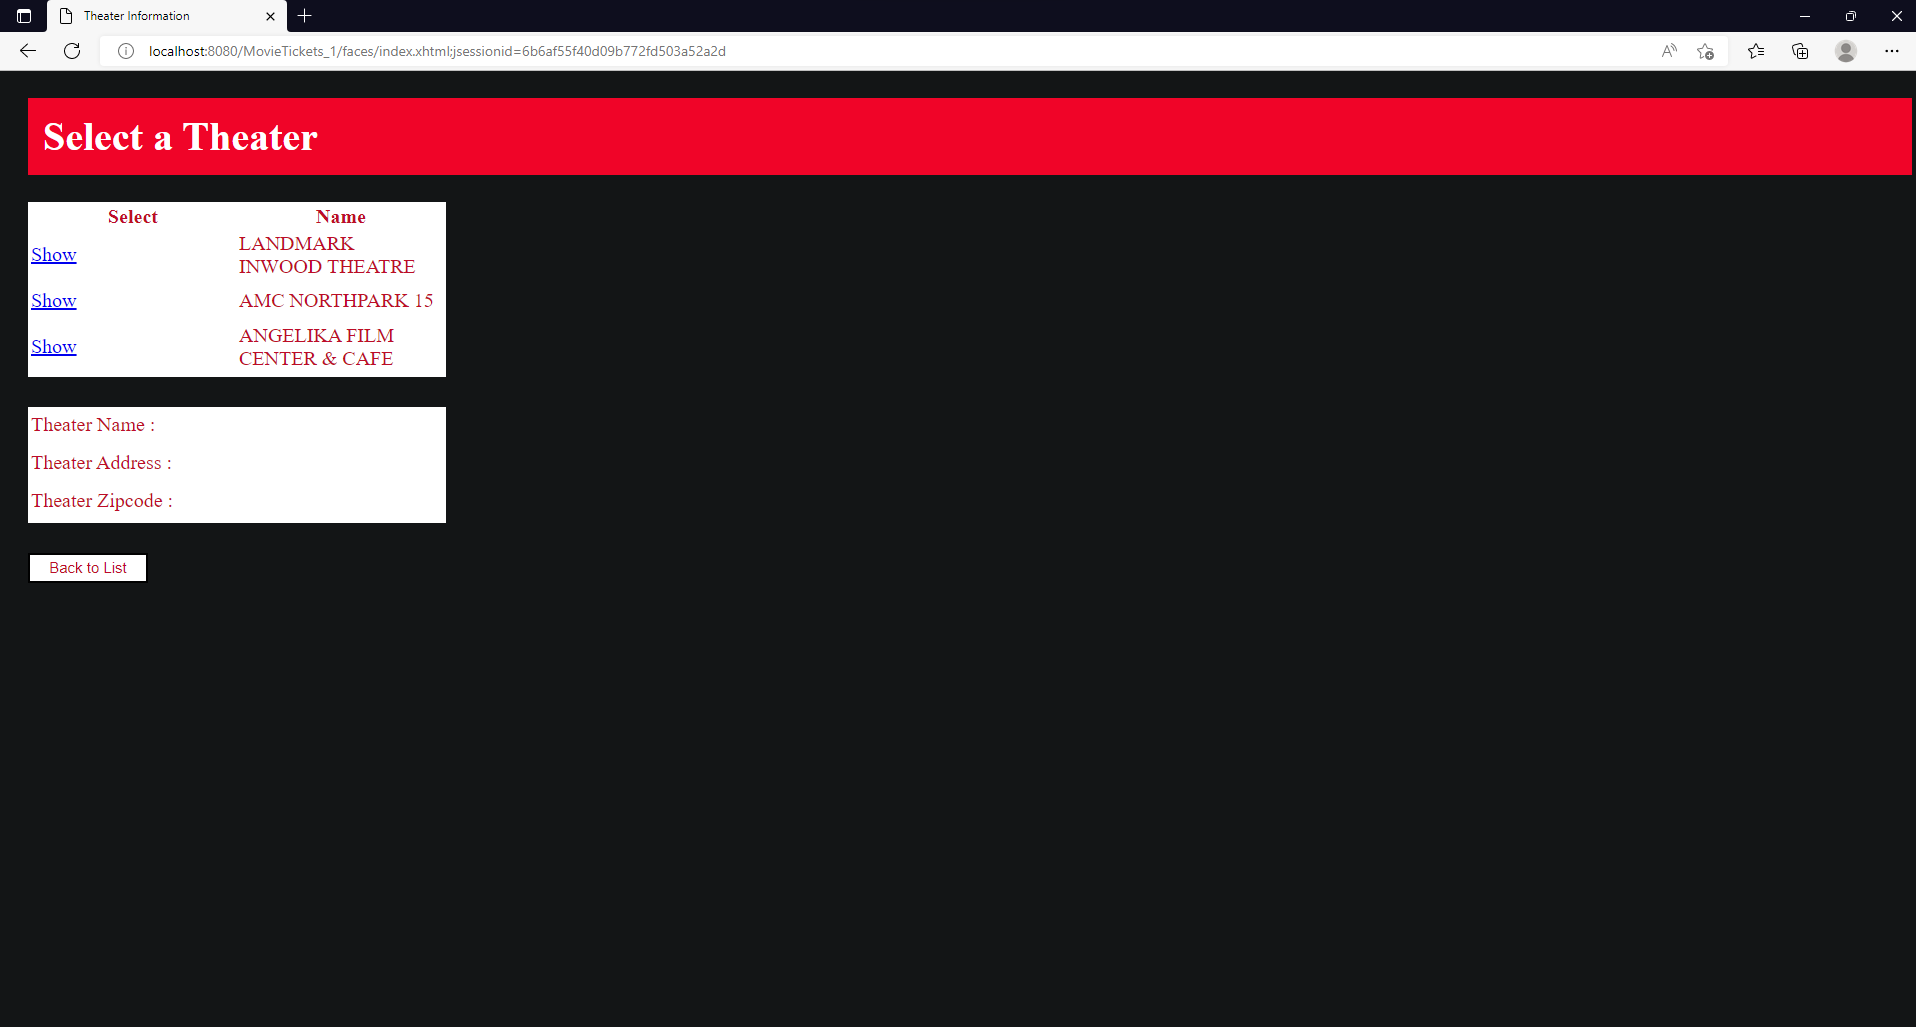 Theater Information
localhost:8080/MovieTickets_1/faces/index.xhtml;jsessionid=6b6af55f40d09b772fd503a52a2d
Select a Theater
Select Name
Show LANDMARK
INWOOD THEATRE
Show AMC NORTHPARK 15
Show ANGELIKA FILM
CENTER & CAFE
Theater Name :
Theater Address :
Theater Zipcode :
Back to List